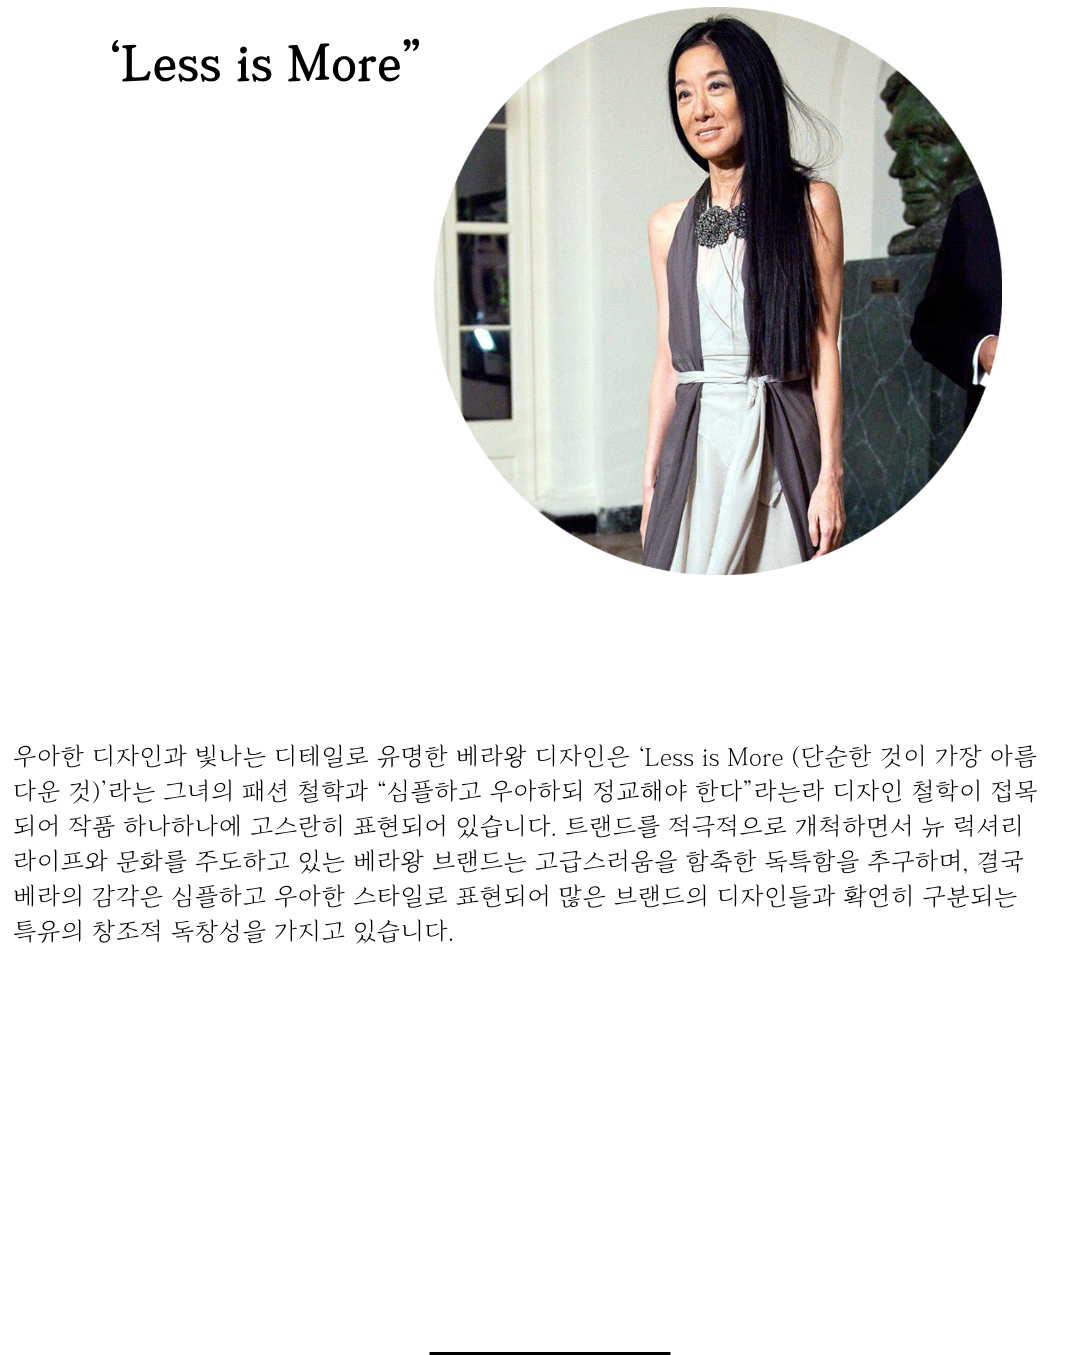 ‘Less is More”
우아한 디자인과 빛나는 디테일로 유명한 베라왕 디자인은 ‘Less is More (단순한 것이 가장 아름
다운 것)’라는 그녀의 패션 철학과 “심플하고 우아하되 정교해야 한다”라는라 디자인 철학이 접목
되어 작품 하나하나에 고스란히 표현되어 있습니다. 트랜드를 적극적으로 개척하면서 뉴 럭셔리
라이프와 문화를 주도하고 있는 베라왕 브랜드는 고급스러움을 함축한 독특함을 추구하며, 결국
베라의 감각은 심플하고 우아한 스타일로 표현되어 많은 브랜드의 디자인들과 확연히 구분되는
특유의 창조적 독창성을 가지고 있습니다.